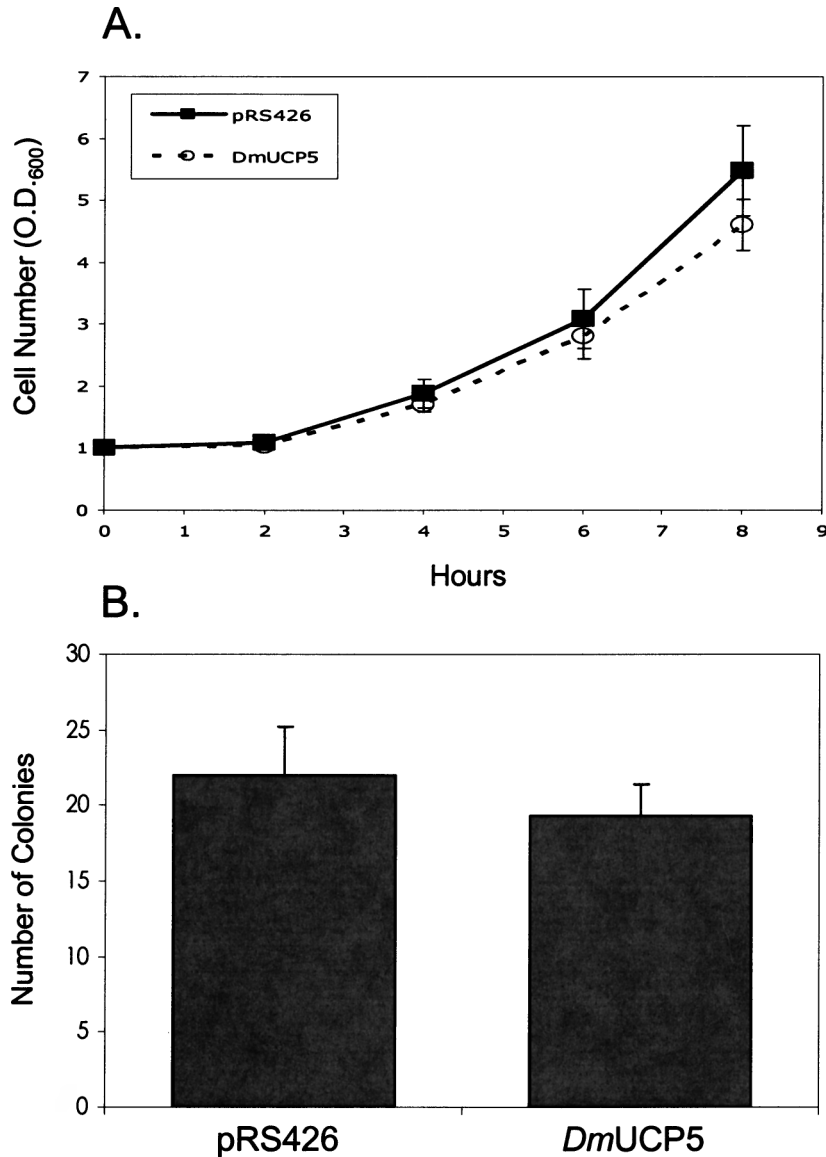 A.
Cell Number (O.D.600)
7
6
5
4
3
2
1
0
pRS426
DmUCP5
0 1 2 3 4 5 6 7 8 9
Hours
B.
Number of Colonies
30
25
20
15
10
5
0
pRS426 DmUCP5